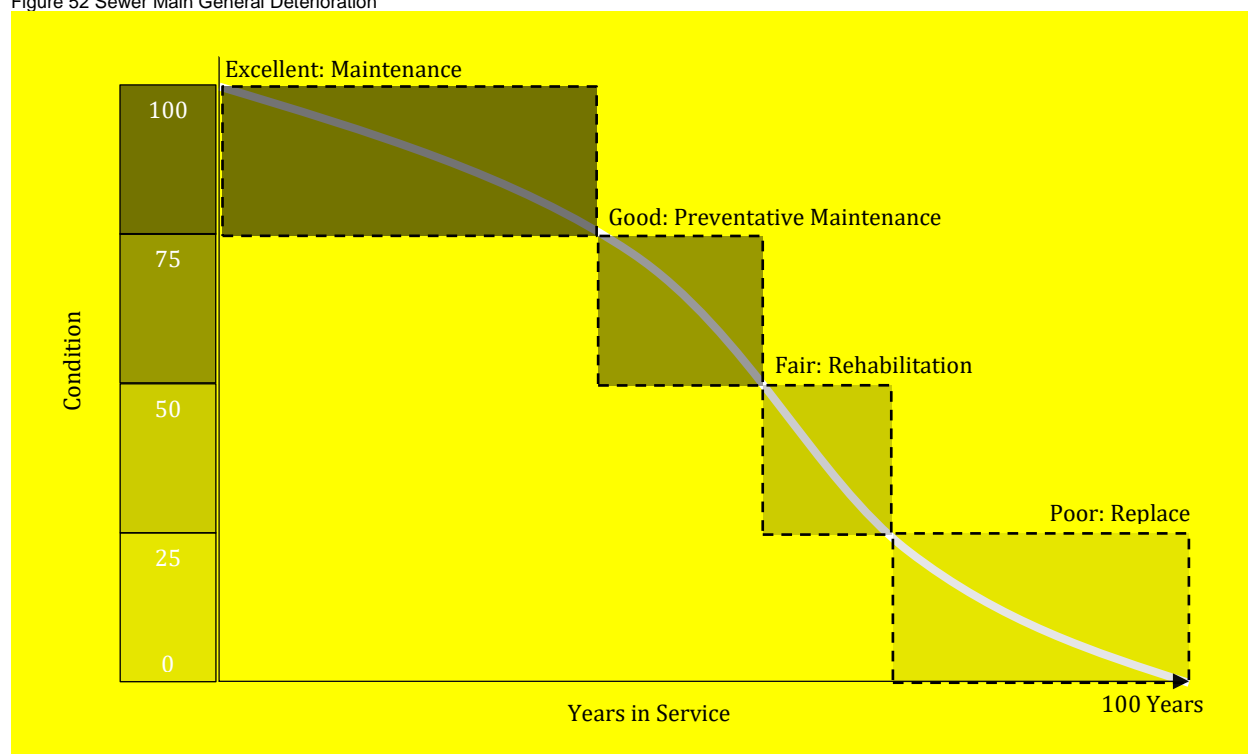 Figure 52 Sewer Main General Deterioration
Excellent: Maintenance
100
Good: Preventative Maintenance
75
Condition
Fair: Rehabilitation
50
Poor: Replace
25
0
100 Years
Years in Service